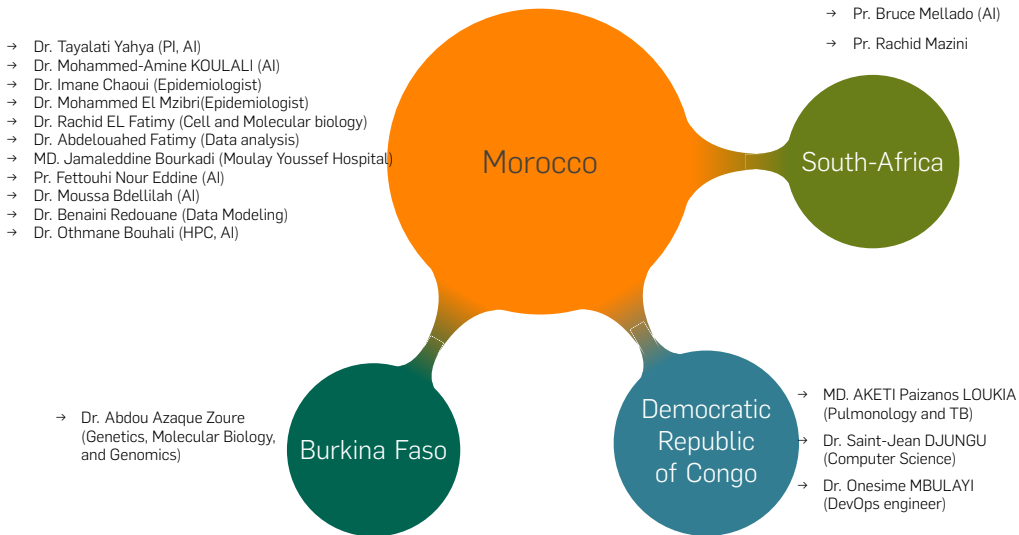 → Dr. Tayalati Yahya (PI, AI)
→ Dr. Mohammed-Amine KOULALI (AI)
→ Dr. Imane Chaoui (Epidemiologist)
→ Dr. Mohammed El Mzibri(Epidemiologist)
→ Dr. Rachid EL Fatimy (Cell and Molecular biology)
→ Dr. Abdelouahed Fatimy (Data analysis)
→ MD. Jamaleddine Bourkadi (Moulay Youssef Hospital)
→ Pr. Fettouhi Nour Eddine (AI)
→ Dr. Moussa Bdellilah (AI)
→ Dr. Benaini Redouane (Data Modeling)
→ Dr. Othmane Bouhali (HPC, AI)
Morocco
→ Pr. Bruce Mellado (AI)
→ Pr. Rachid Mazini
South-Africa
→ Dr. Abdou Azaque Zoure
(Genetics, Molecular Biology,
and Genomics)
Burkina Faso
Democratic
Republic
of Congo
→ MD. AKETI Paizanos LOUKIA
(Pulmonology and TB)
→ Dr. Saint-Jean DJUNGU
(Computer Science)
→ Dr. Onesime MBULAYI
(DevOps engineer)